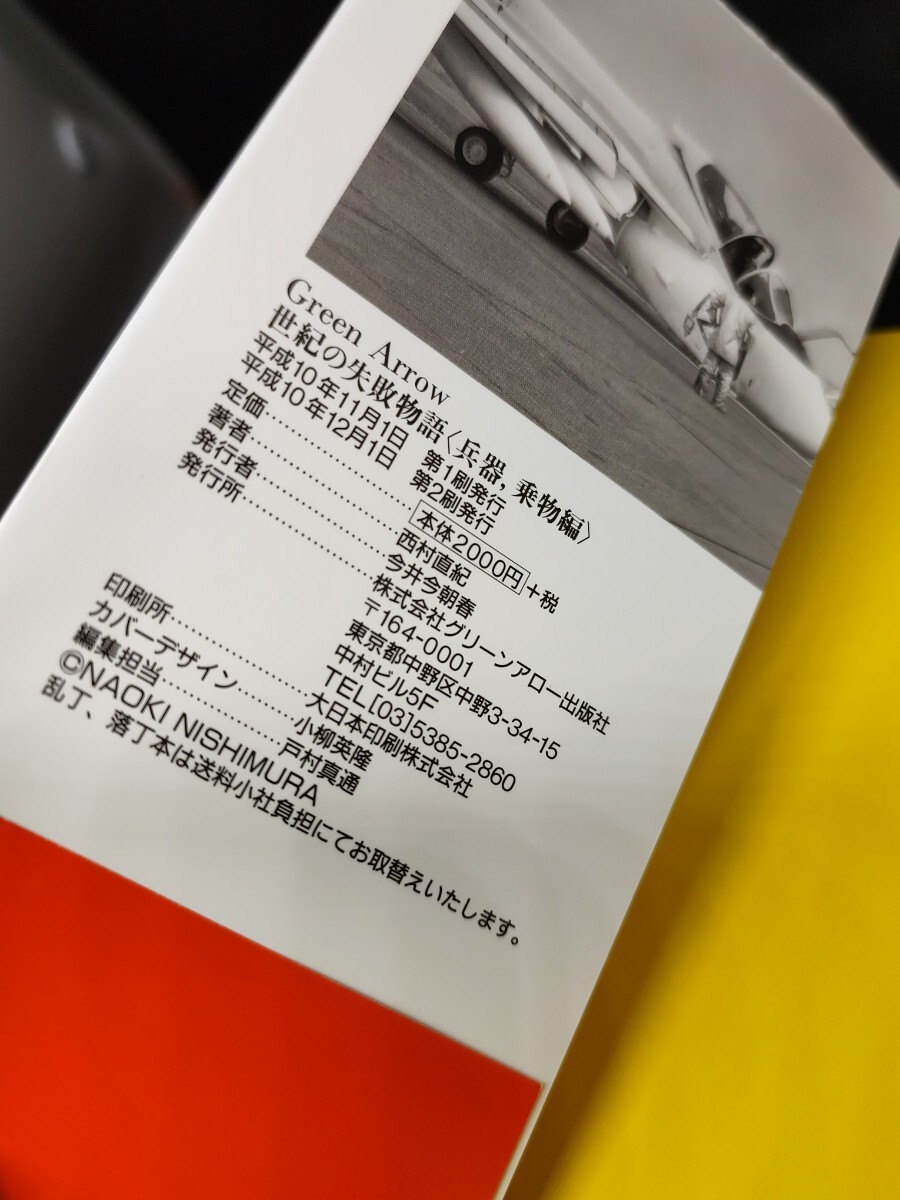 Green Arrow
世紀の失敗物語〈兵器, 乗物編〉
平成10年11月1日 第1刷発行
平成10年12月1日 第2刷発行
定価……………………本体2000円+税
著者……………………西村直紀
発行者…………………今井今朝春
発行所…………………株式会社グリーンアロー出版社
〒164-0001
東京都中野区中野3-34-15
中村ビル5F
TEL[03]5385-2860
印刷所…………………大日本印刷株式会社
カバーデザイン…………小柳英隆
編集担当………………戸村真通
©NAOKI NISHIMURA
乱丁、落丁本は送料小社負担にてお取替えいたします。